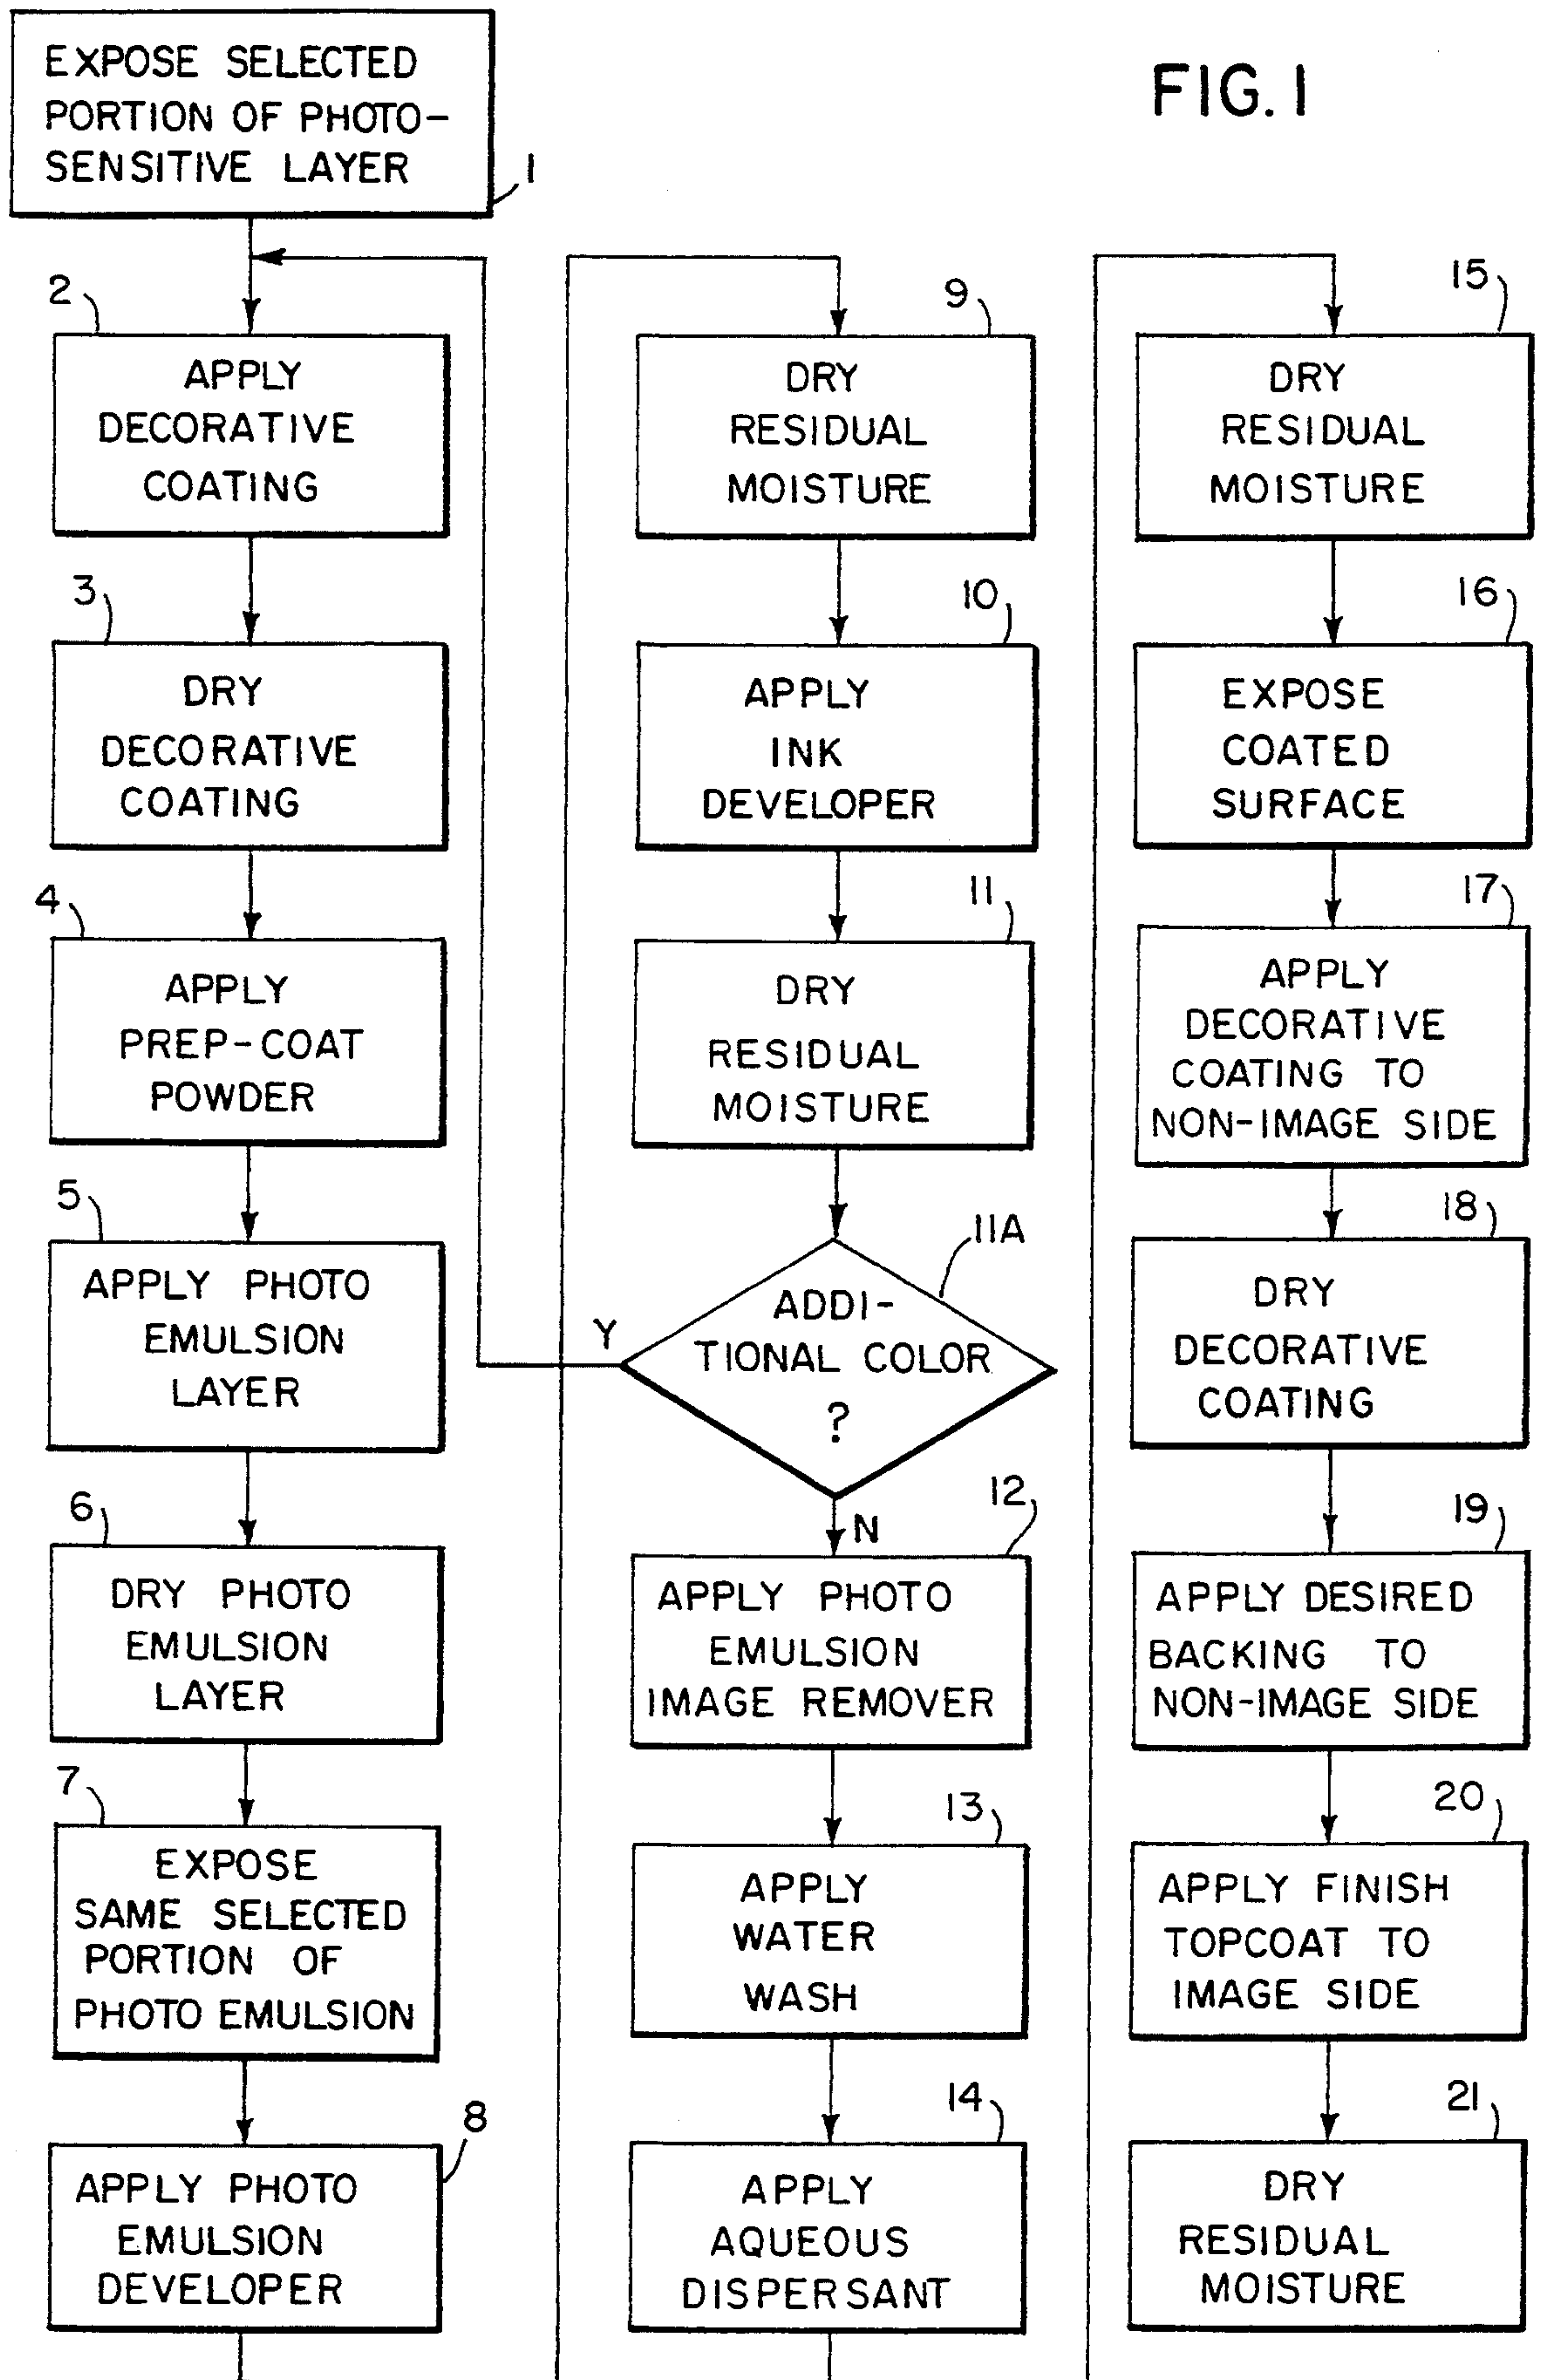 FIG. 1
EXPOSE SELECTED
PORTION OF PHOTO-
SENSITIVE LAYER
1
2
APPLY
DECORATIVE
COATING
3
DRY
DECORATIVE
COATING
4
APPLY
PREP-COAT
POWDER
5
APPLY PHOTO
EMULSION
LAYER
6
DRY PHOTO
EMULSION
LAYER
7
EXPOSE
SAME SELECTED
PORTION OF
PHOTO EMULSION
8
APPLY PHOTO
EMULSION
DEVELOPER
9
DRY
RESIDUAL
MOISTURE
10
APPLY
INK
DEVELOPER
11
DRY
RESIDUAL
MOISTURE
11A
ADDI-
TIONAL COLOR
?
Y
N
12
APPLY PHOTO
EMULSION
IMAGE REMOVER
13
APPLY
WATER
WASH
14
APPLY
AQUEOUS
DISPERSANT
15
DRY
RESIDUAL
MOISTURE
16
EXPOSE
COATED
SURFACE
17
APPLY
DECORATIVE
COATING TO
NON-IMAGE SIDE
18
DRY
DECORATIVE
COATING
19
APPLY DESIRED
BACKING TO
NON-IMAGE SIDE
20
APPLY FINISH
TOPCOAT TO
IMAGE SIDE
21
DRY
RESIDUAL
MOISTURE